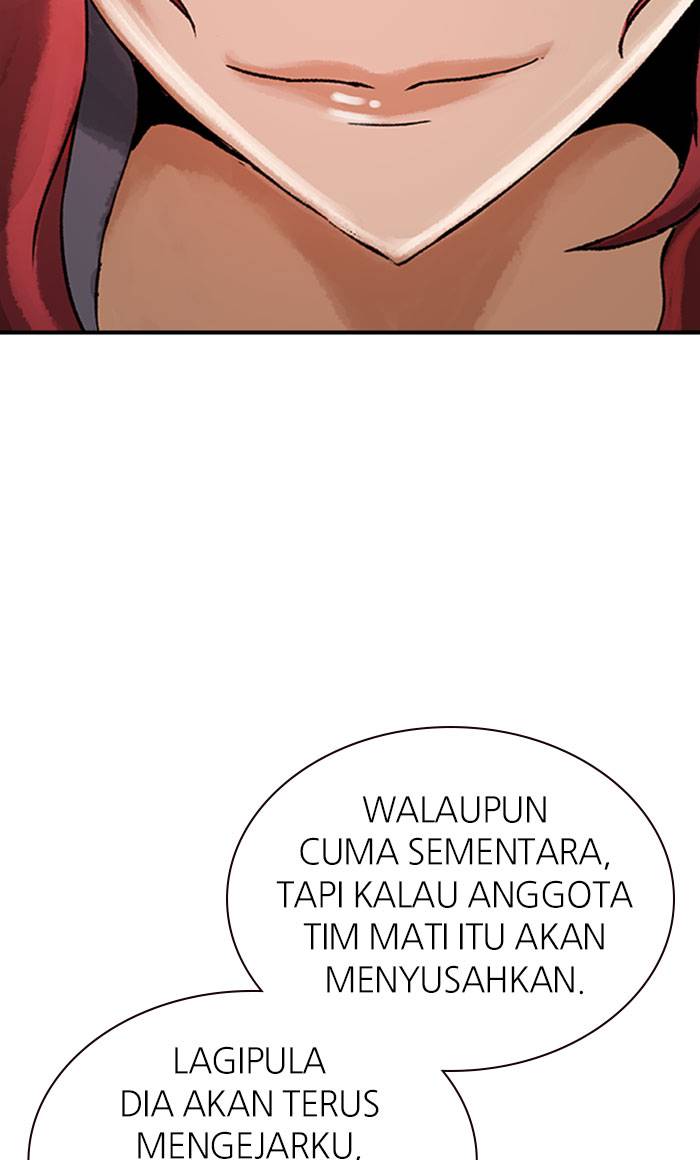 WALAUPUN
CUMA SEMENTARA,
TAPI KALAU ANGGOTA
TIM MATI ITU AKAN
MENYUSAHKAN.
LAGIPULA
DIA AKAN TERUS
MENGEJARKU,